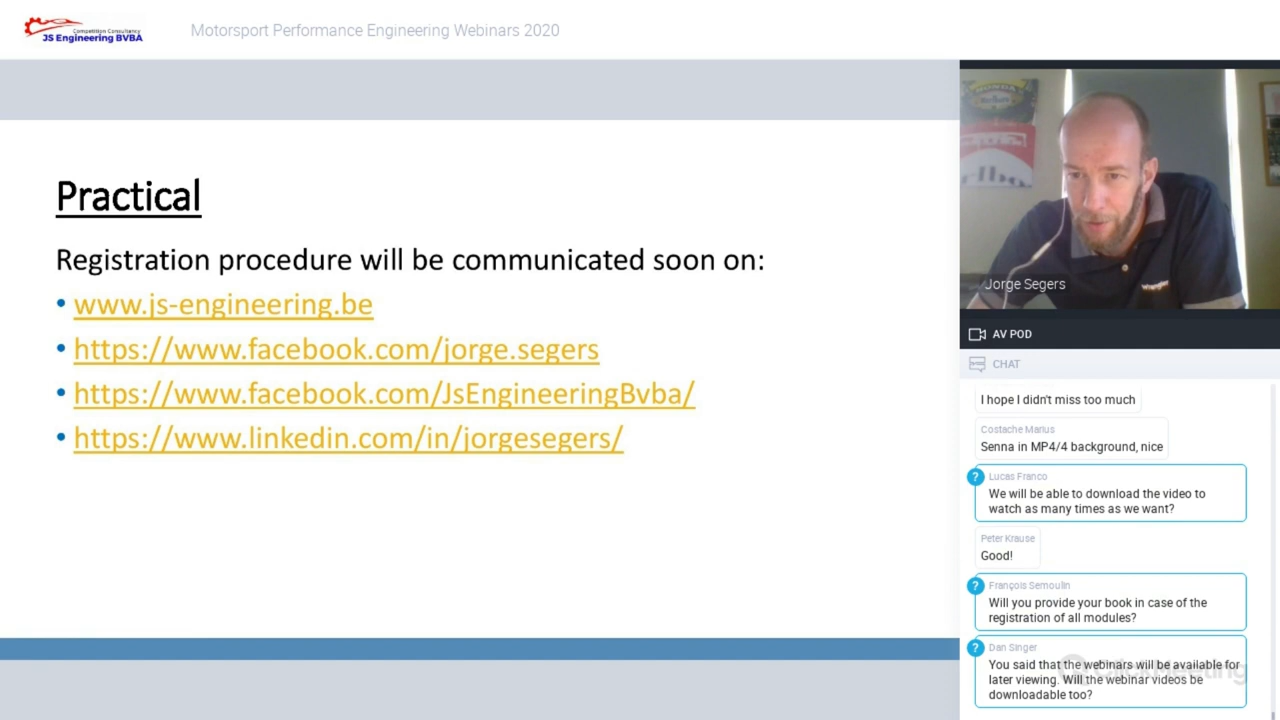 Competition Consultancy
JS Engineering BVBA
Motorsport Performance Engineering Webinars 2020
Practical
Registration procedure will be communicated soon on:
• www.js-engineering.be
• https://www.facebook.com/jorge.segers
• https://www.facebook.com/JsEngineeringBvba/
• https://www.linkedin.com/in/jorgesegers/
HONDA
Jorge Segers
AV POD
CHAT
I hope I didn't miss too much
Costache Marius
Senna in MP4/4 background, nice
?
Lucas Franco
We will be able to download the video to
watch as many times as we want?
Peter Krause
Good!
?
François Semoulin
Will you provide your book in case of the
registration of all modules?
?
Dan Singer
You said that the webinars will be available for
later viewing. Will the webinar videos be
downloadable too?
ClickMeeting